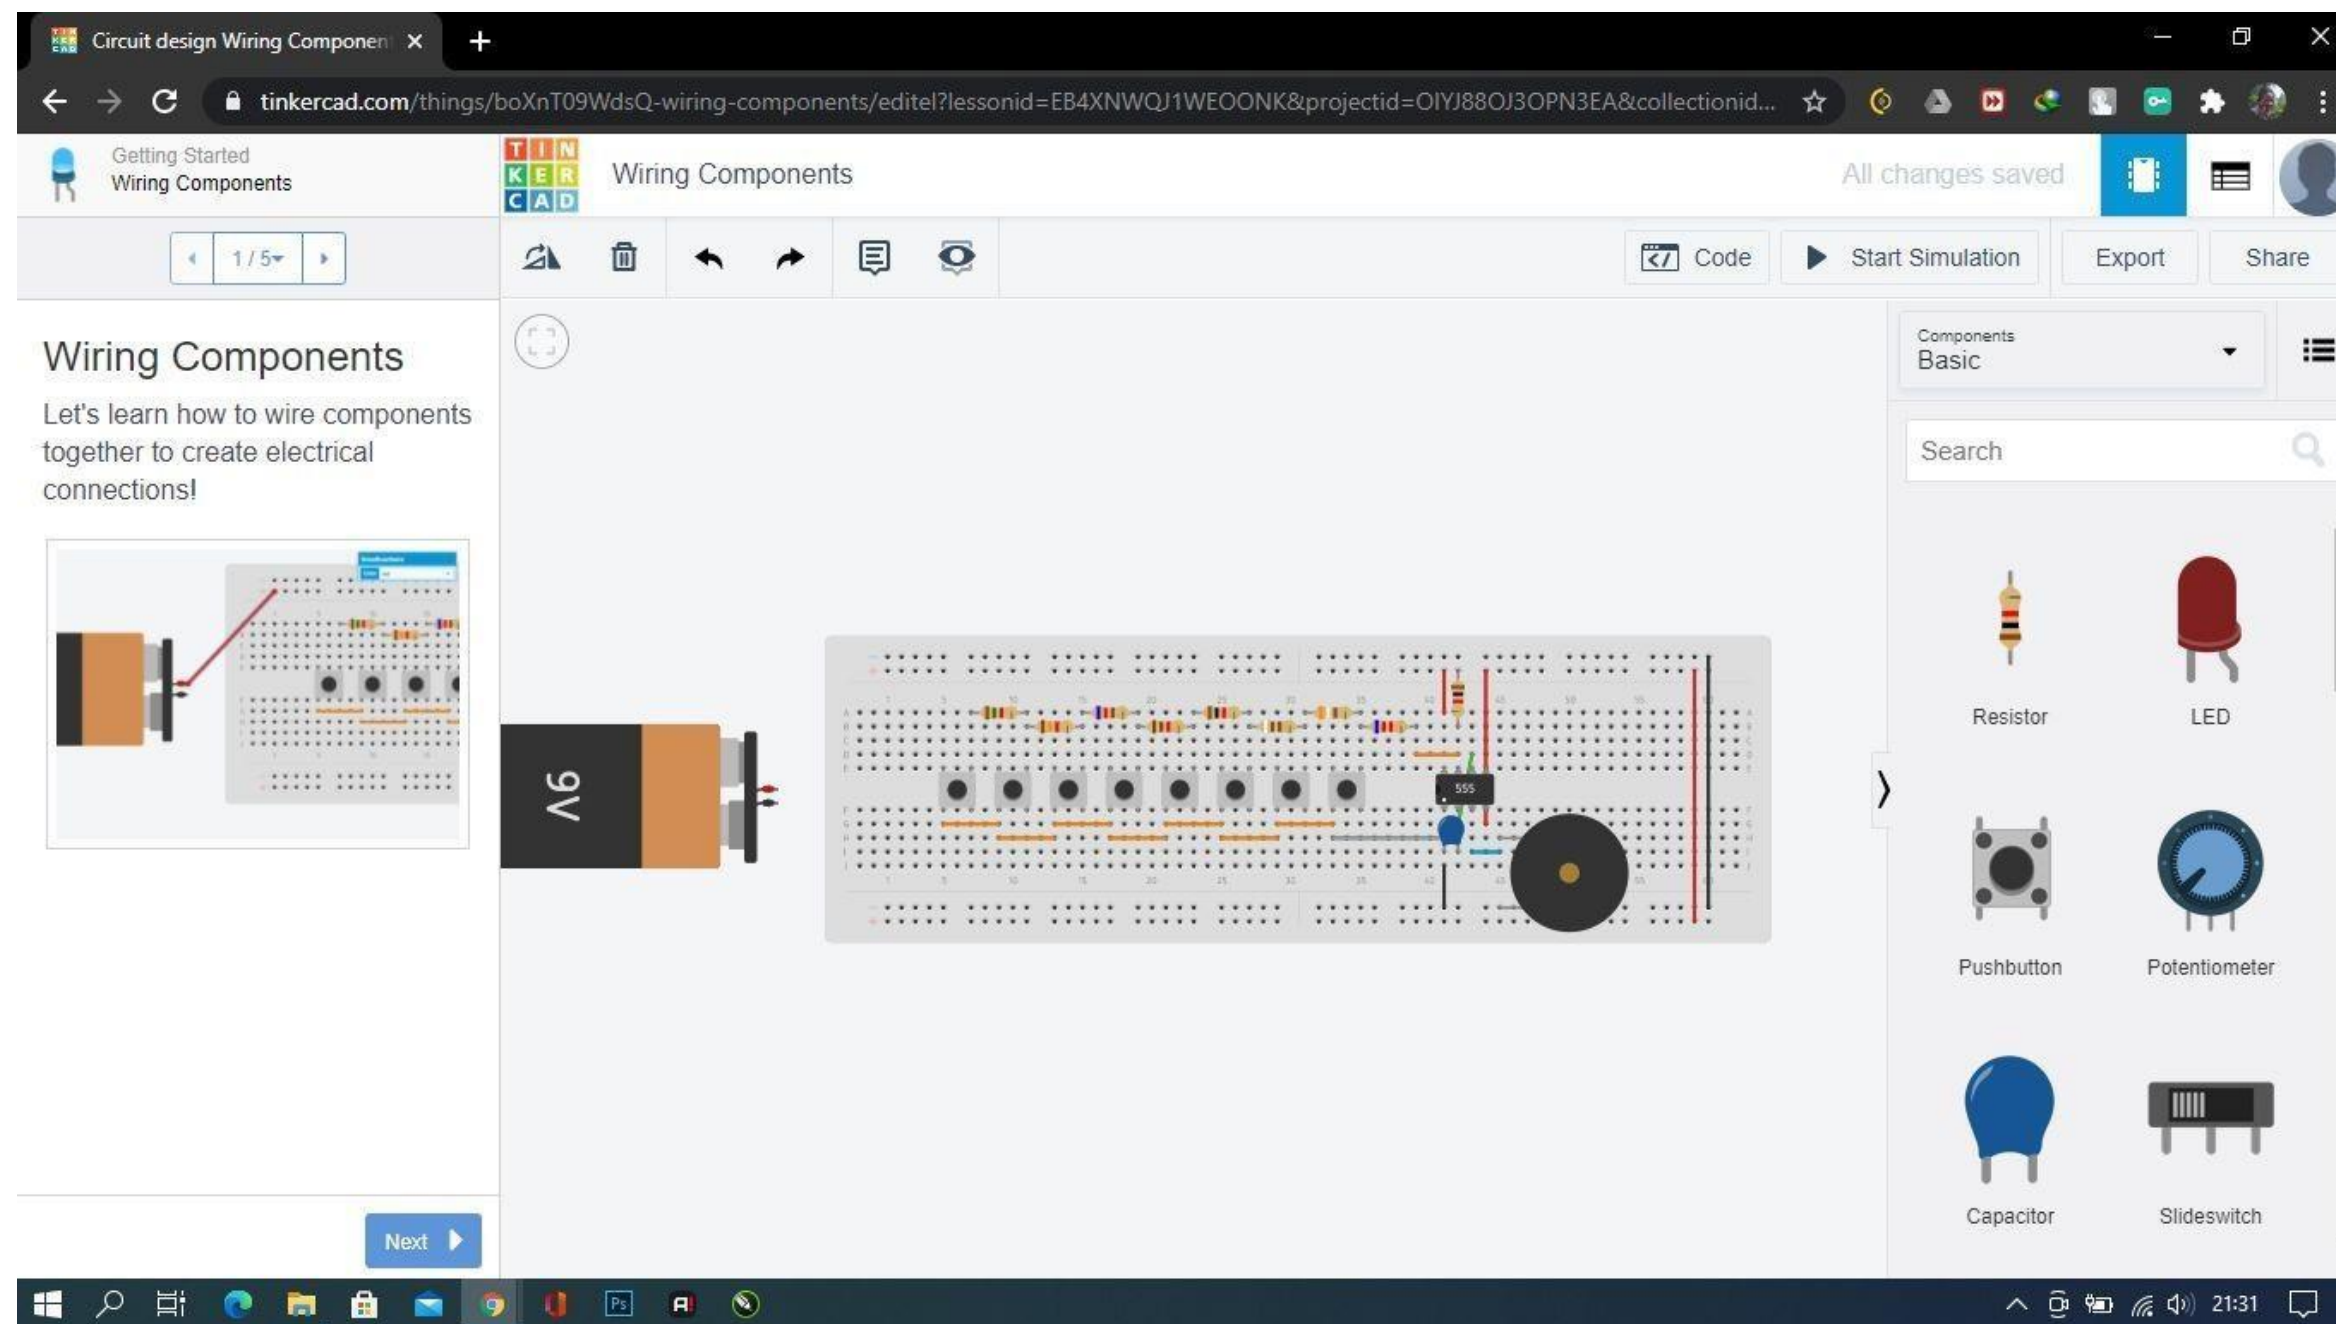 Circuit design Wiring Componen
tinkercad.com/things/boXnT09WdsQ-wiring-components/editel?lessonid=EB4XNWQJ1WEOONK&projectid=OIYJ88OJ3OPN3EA&collectionid...
Getting Started
Wiring Components
TIN
KER
CAD
Wiring Components
All changes saved
1 / 5
Code
Start Simulation
Export
Share
Wiring Components
Let's learn how to wire components
together to create electrical
connections!
Components
Basic
Search
Resistor
LED
9V
555
Pushbutton
Potentiometer
Capacitor
Slideswitch
Next
Ps
21:31